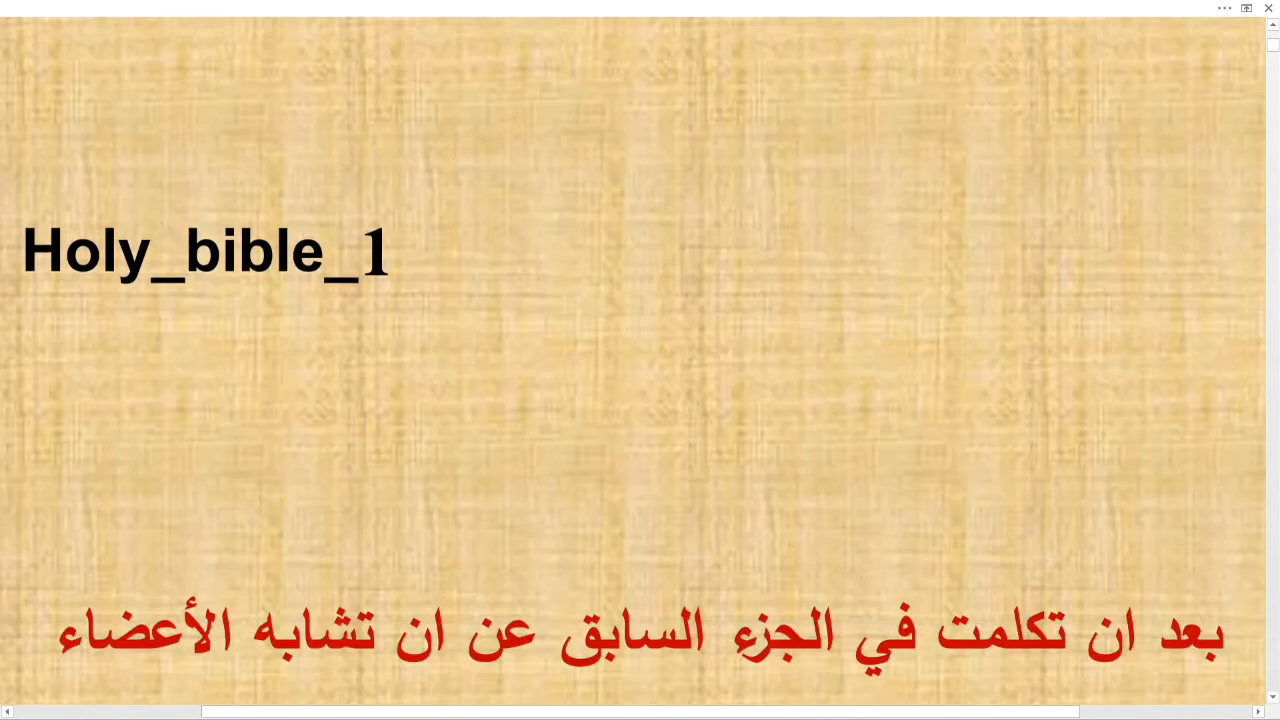 Holy_bible_1
بعد ان تكلمت في الجزء السابق عن ان تشابه الأعضاء